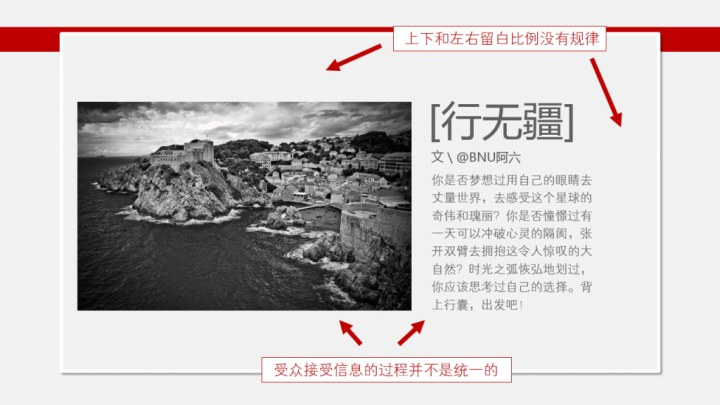 上下和左右留白比例没有规律
[行无疆]
文 \ @BNU阿六
你是否梦想过用自己的眼睛去
丈量世界，去感受这个星球的
奇伟和瑰丽？你是否憧憬过有
一天可以冲破心灵的隔阂，张
开双臂去拥抱这令人惊叹的大
自然？时光之弧恢弘地划过，
你应该思考过自己的选择。背
上行囊，出发吧！
受众接受信息的过程并不是统一的